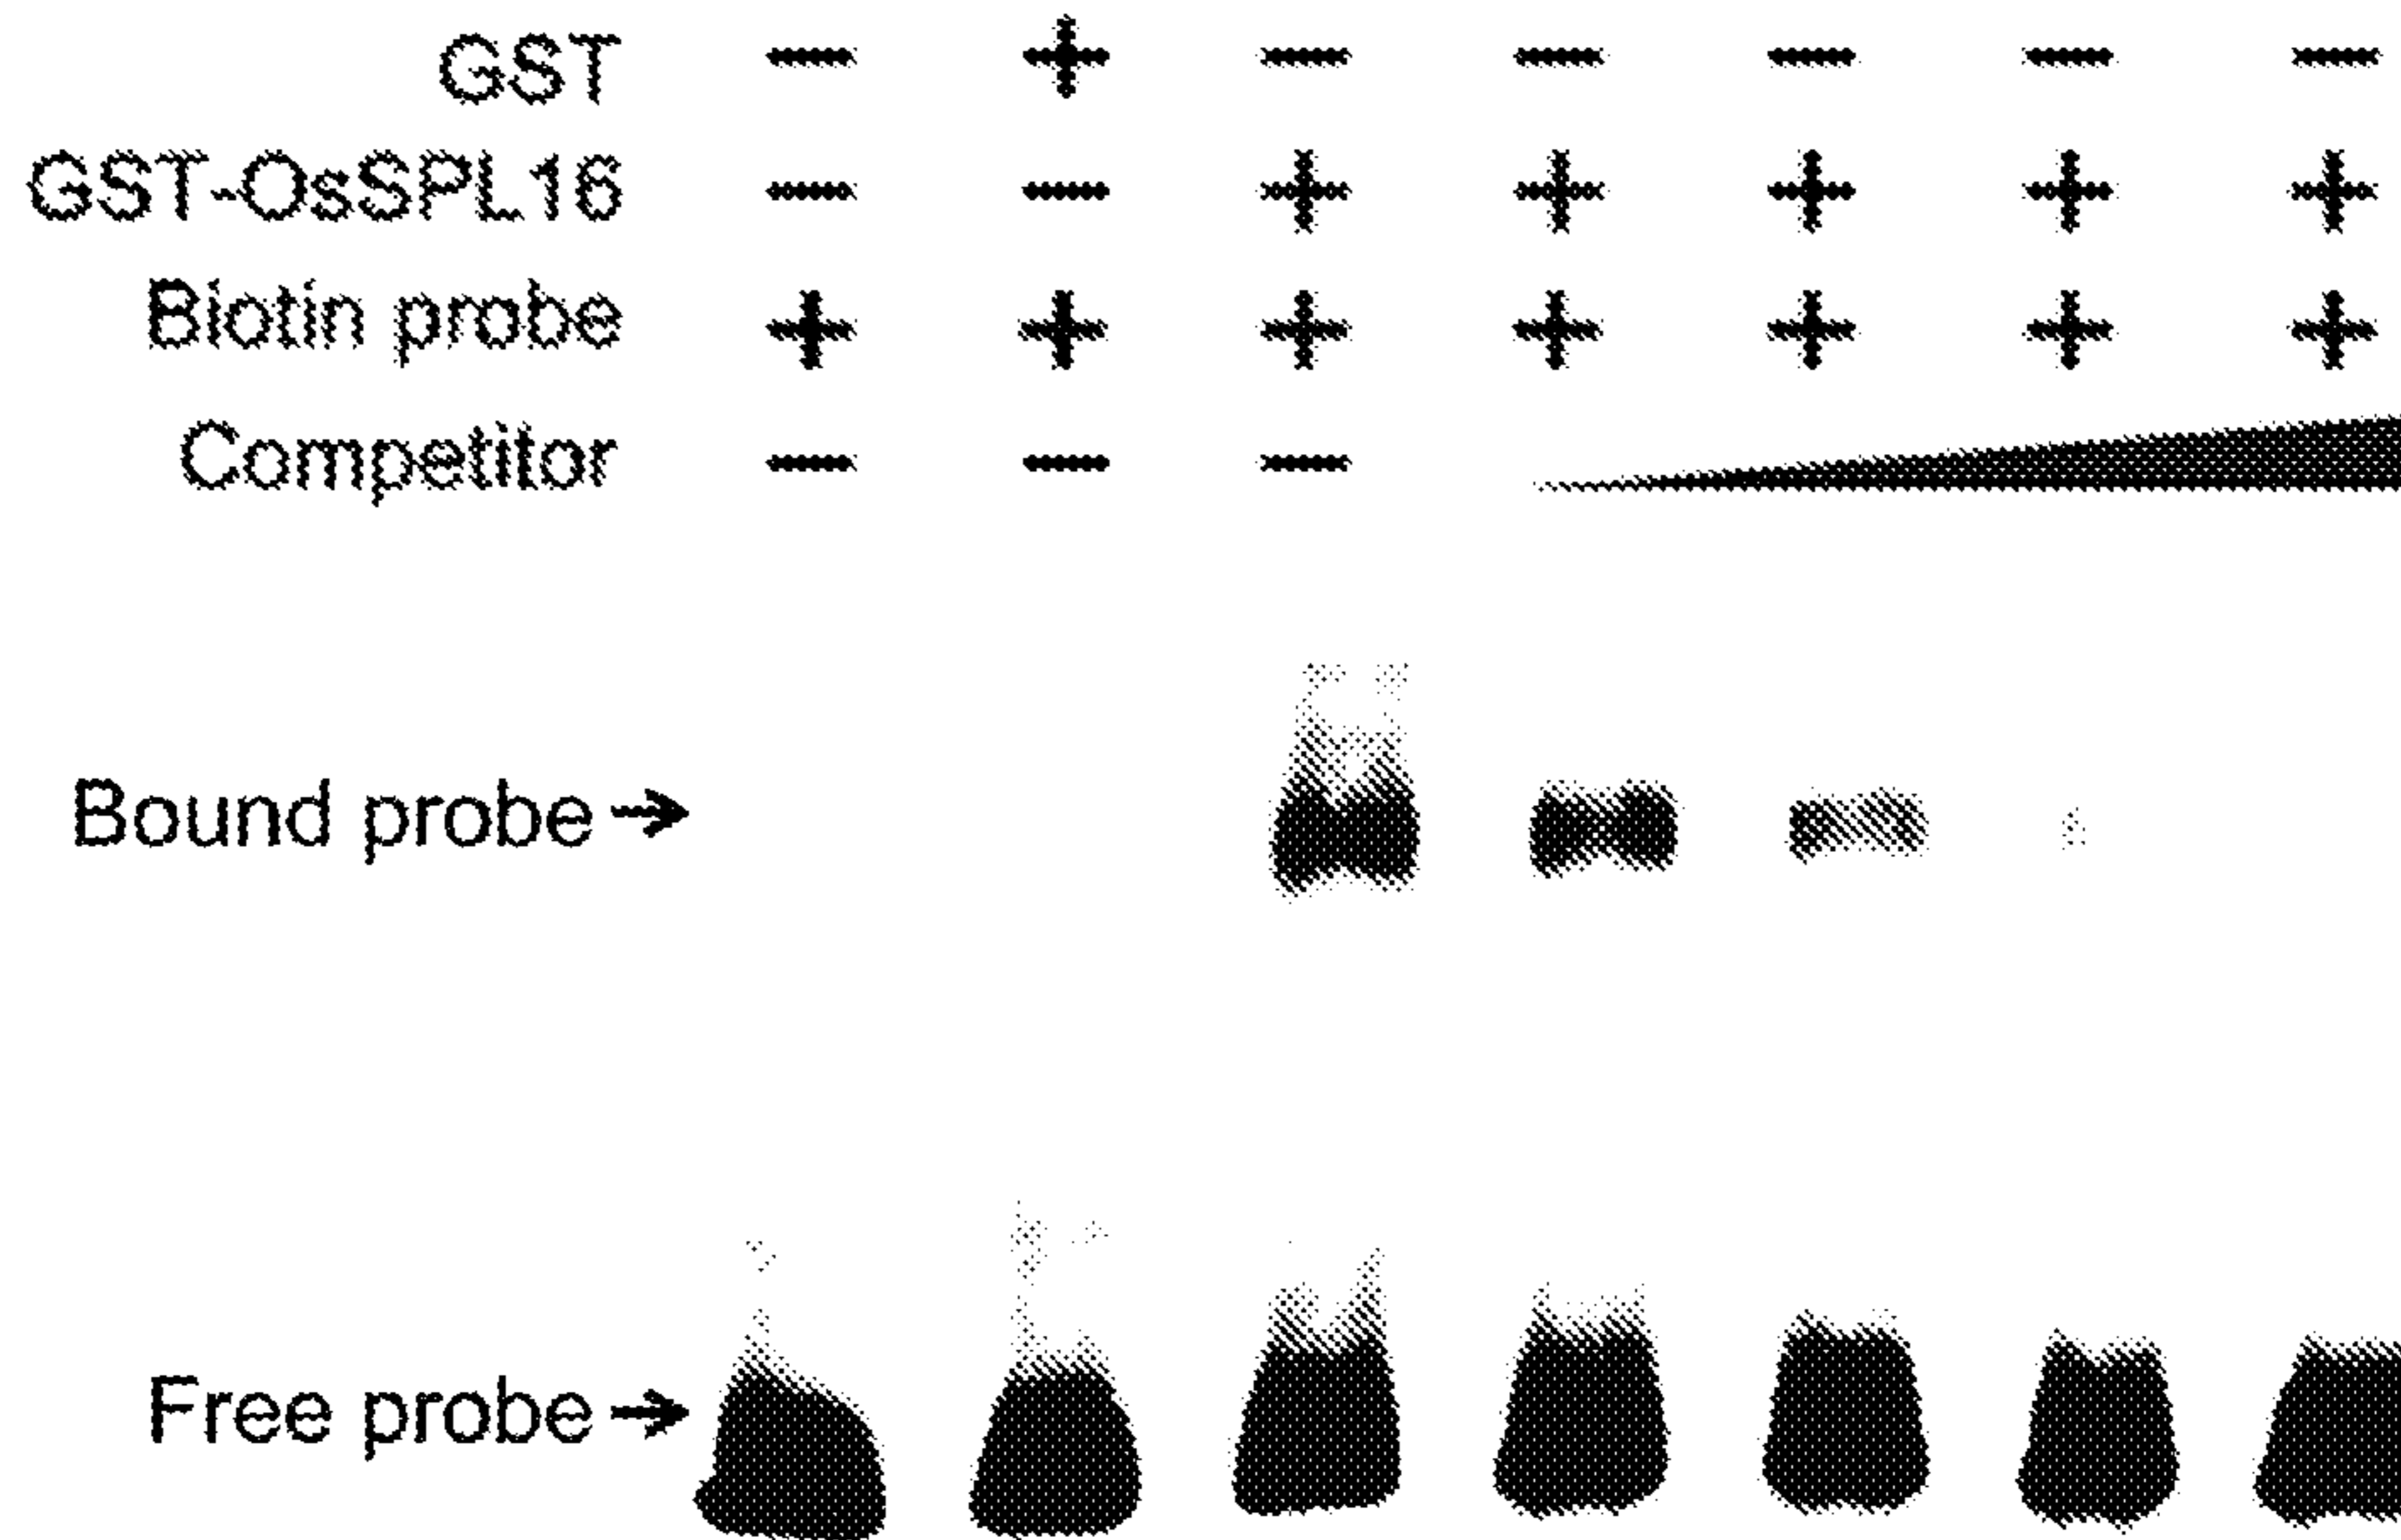 GST − + − − − − −
GST-OsSPL16 − − + + + + +
Biotin probe + + + + + + +
Competitor − − −
Bound probe →
Free probe →